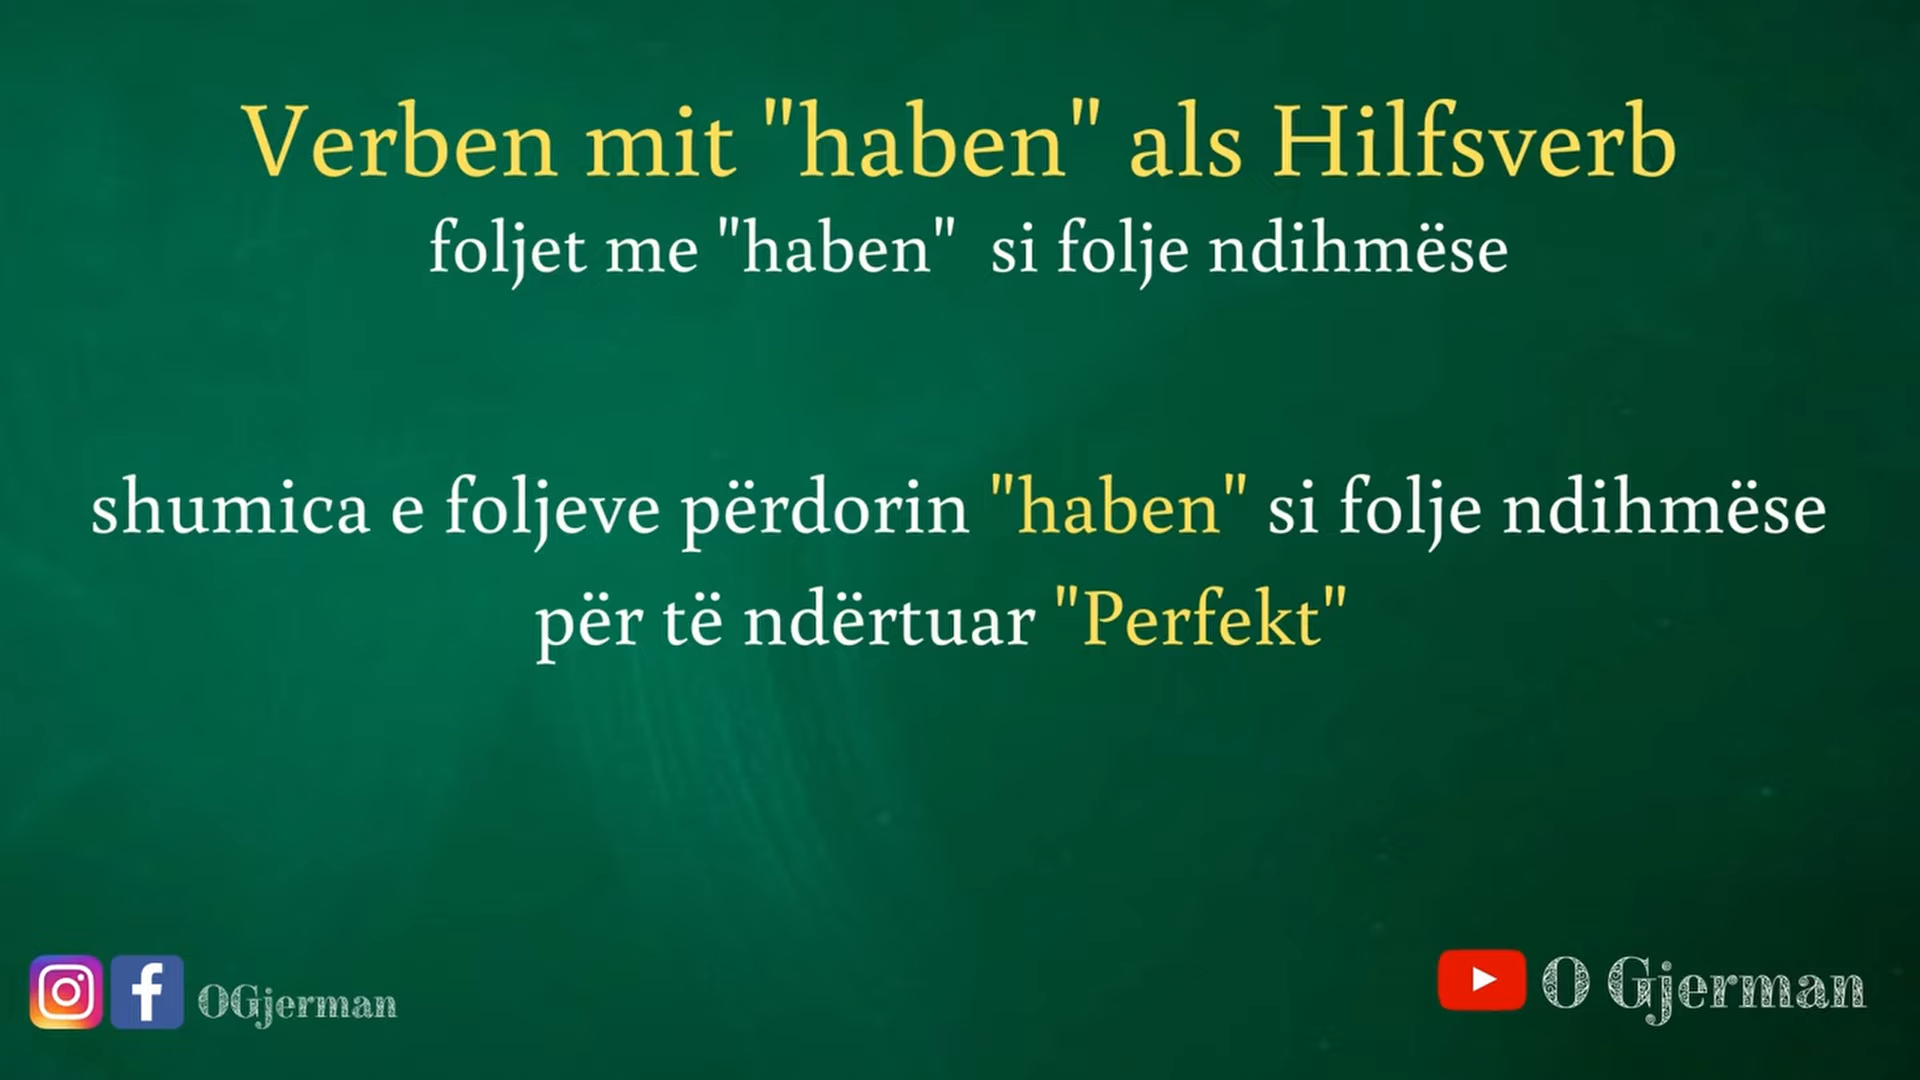 Verben mit "haben" als Hilfsverb
foljet me "haben" si folje ndihmëse
shumica e foljeve përdorin "haben" si folje ndihmëse
për të ndërtuar "Perfekt"
OGjerman
O Gjerman